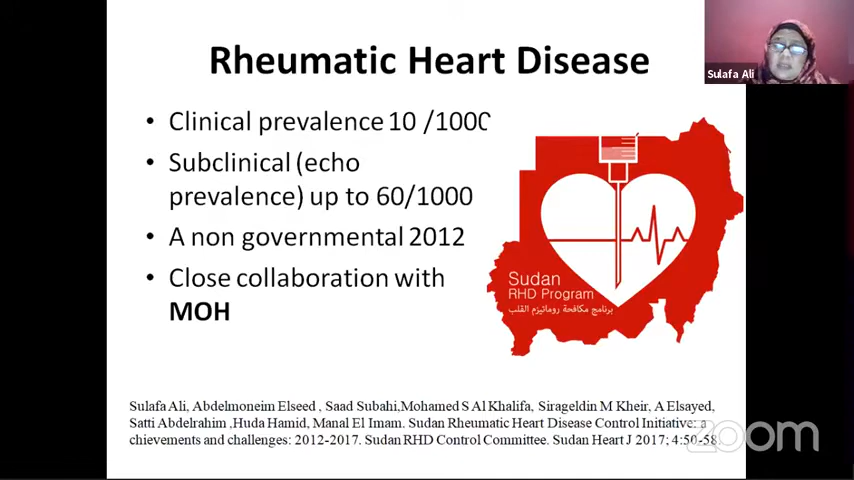 Rheumatic Heart Disease
Sulafa Ali
• Clinical prevalence 10 /1000
• Subclinical (echo
prevalence) up to 60/1000
• A non governmental 2012
• Close collaboration with
MOH
Sudan
RHD Program
برنامج مكافحة روماتيزم القلب
Sulafa Ali, Abdelmoneim Elseed , Saad Subahi,Mohamed S Al Khalifa, Sirageldin M Kheir, A Elsayed,
Satti Abdelrahim ,Huda Hamid, Manal El Imam. Sudan Rheumatic Heart Disease Control Initiative: a
chievements and challenges: 2012-2017. Sudan RHD Control Committee. Sudan Heart J 2017; 4:50-58.
zoom